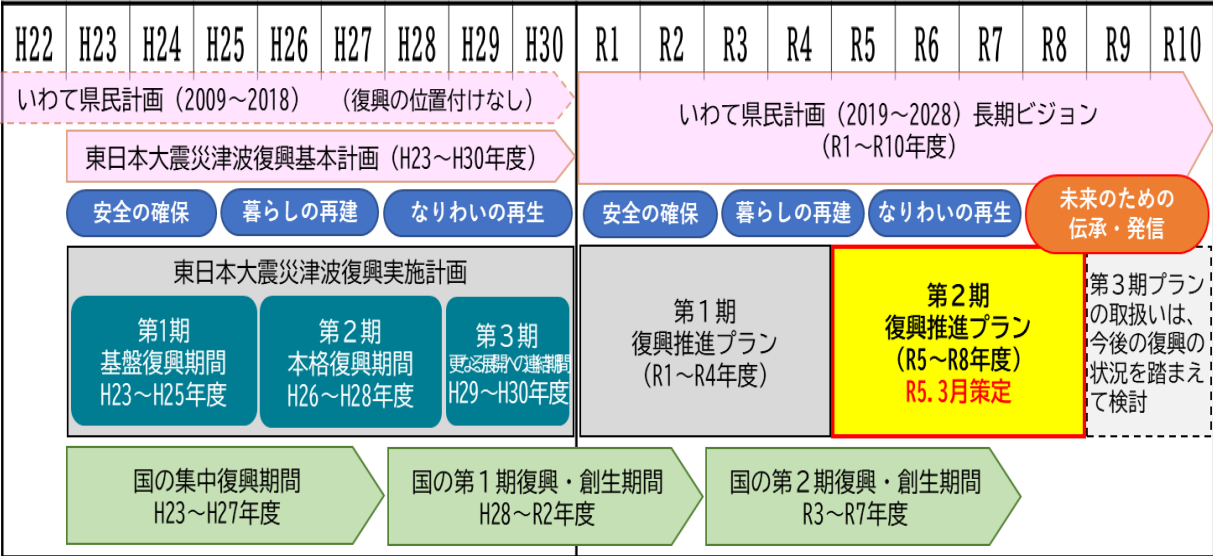 H22 H23 H24 H25 H26 H27 H28 H29 H30 R1 R2 R3 R4 R5 R6 R7 R8 R9 R10
いわて県民計画（2009～2018）　（復興の位置付けなし）
東日本大震災津波復興基本計画（H23～H30年度）
いわて県民計画（2019～2028）長期ビジョン
（R1～R10年度）
安全の確保
暮らしの再建
なりわいの再生
安全の確保
暮らしの再建
なりわいの再生
未来のための
伝承・発信
東日本大震災津波復興実施計画
第1期
基盤復興期間
H23～H25年度
第２期
本格復興期間
H26～H28年度
第３期
更なる展開への連結期間
H29～H30年度
第１期
復興推進プラン
（R1～R4年度）
第２期
復興推進プラン
（R5～R8年度）
R5.3月策定
第３期プラン
の取扱いは、
今後の復興の
状況を踏まえ
て検討
国の集中復興期間
H23～H27年度
国の第１期復興・創生期間
H28～R2年度
国の第２期復興・創生期間
R3～R7年度